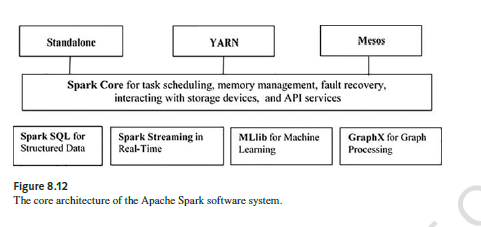 Standalone
YARN
Mesos
Spark Core for task scheduling, memory management, fault recovery,
interacting with storage devices, and API services
Spark SQL for
Structured Data
Spark Streaming in
Real-Time
MLlib for Machine
Learning
GraphX for Graph
Processing
Figure 8.12
The core architecture of the Apache Spark software system.